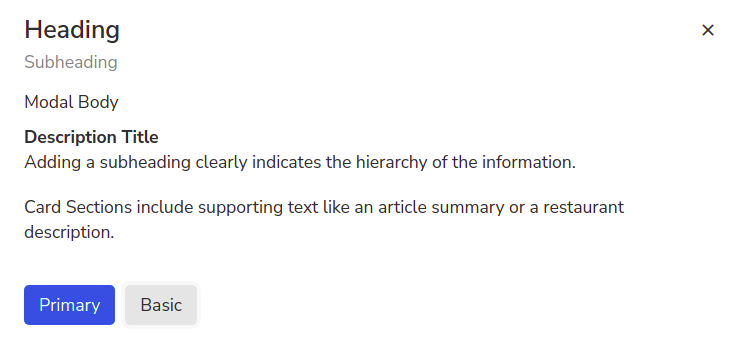 Heading
Subheading
Modal Body
Description Title
Adding a subheading clearly indicates the hierarchy of the information.
Card Sections include supporting text like an article summary or a restaurant
description.
Primary
Basic